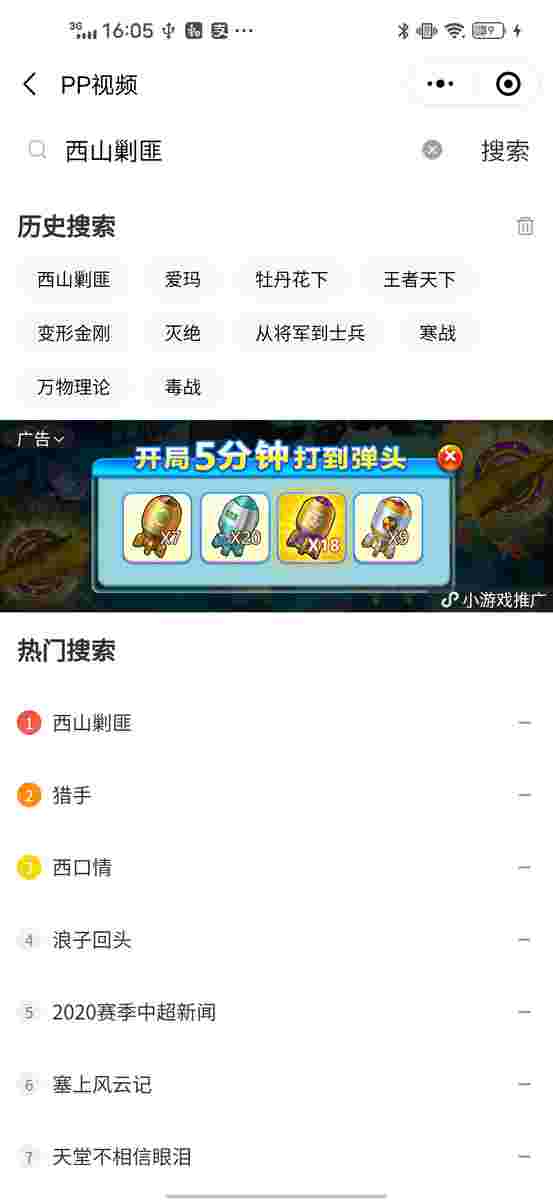 3G 16:05
PP视频
西山剿匪 搜索
历史搜索
西山剿匪 爱玛 牡丹花下 王者天下
变形金刚 灭绝 从将军到士兵 寒战
万物理论 毒战
广告
开局5分钟打到弹头
X7 X20 X18 X9
小游戏推广
热门搜索
1 西山剿匪
2 猎手
3 西口情
4 浪子回头
5 2020赛季中超新闻
6 塞上风云记
7 天堂不相信眼泪